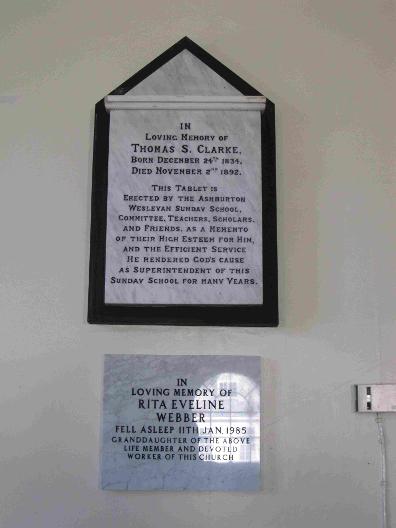 IN
LOVING MEMORY OF
THOMAS S. CLARKE,
BORN DECEMBER 24TH 1834,
DIED NOVEMBER 2ND 1892.
THIS TABLET IS
ERECTED BY THE ASHBURTON
WESLEYAN SUNDAY SCHOOL,
COMMITTEE, TEACHERS, SCHOLARS,
AND FRIENDS, AS A MEMENTO
OF THEIR HIGH ESTEEM FOR HIM,
AND THE EFFICIENT SERVICE
HE RENDERED GOD'S CAUSE
AS SUPERINTENDENT OF THIS
SUNDAY SCHOOL FOR MANY YEARS.
IN
LOVING MEMORY OF
RITA EVELINE
WEBBER
FELL ASLEEP 11TH JAN. 1985
GRANDDAUGHTER OF THE ABOVE
LIFE MEMBER AND DEVOTED
WORKER OF THIS CHURCH